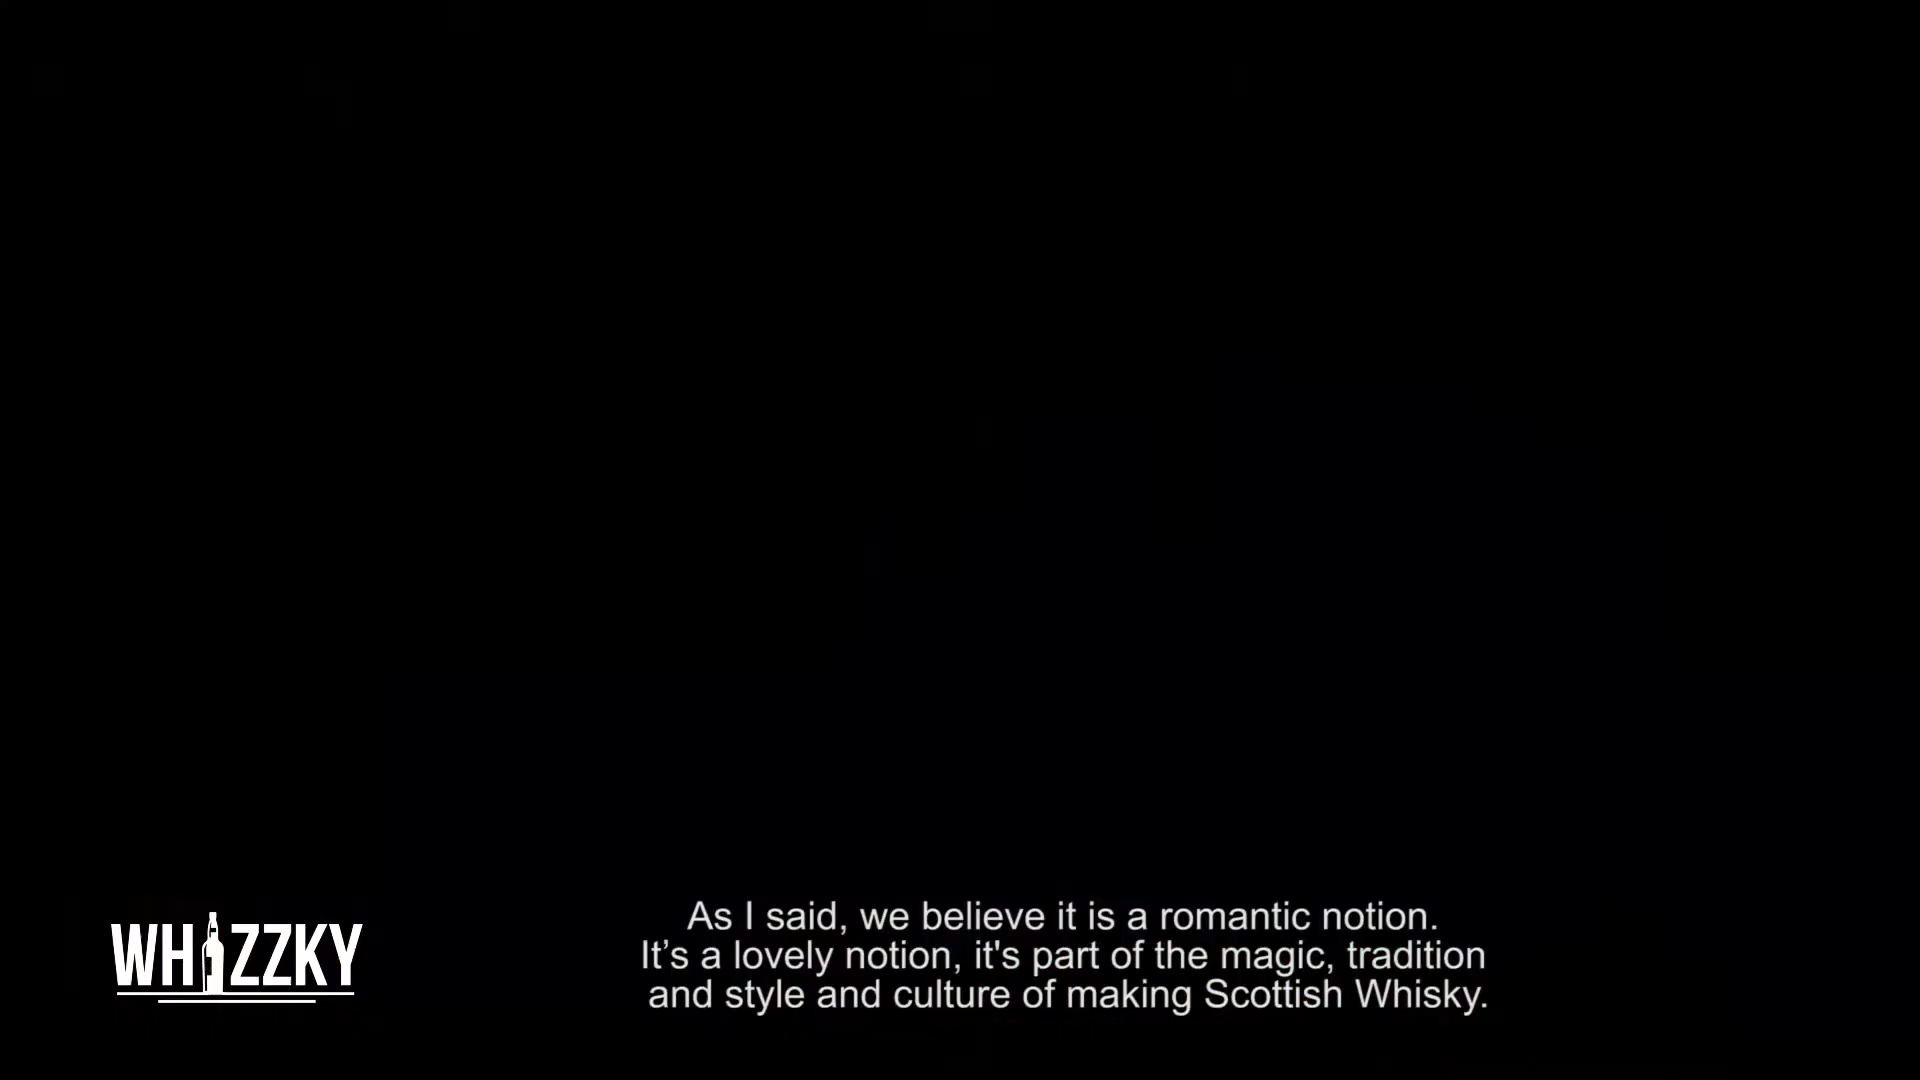 As I said, we believe it is a romantic notion.
It’s a lovely notion, it's part of the magic, tradition
and style and culture of making Scottish Whisky.
WHIZZKY